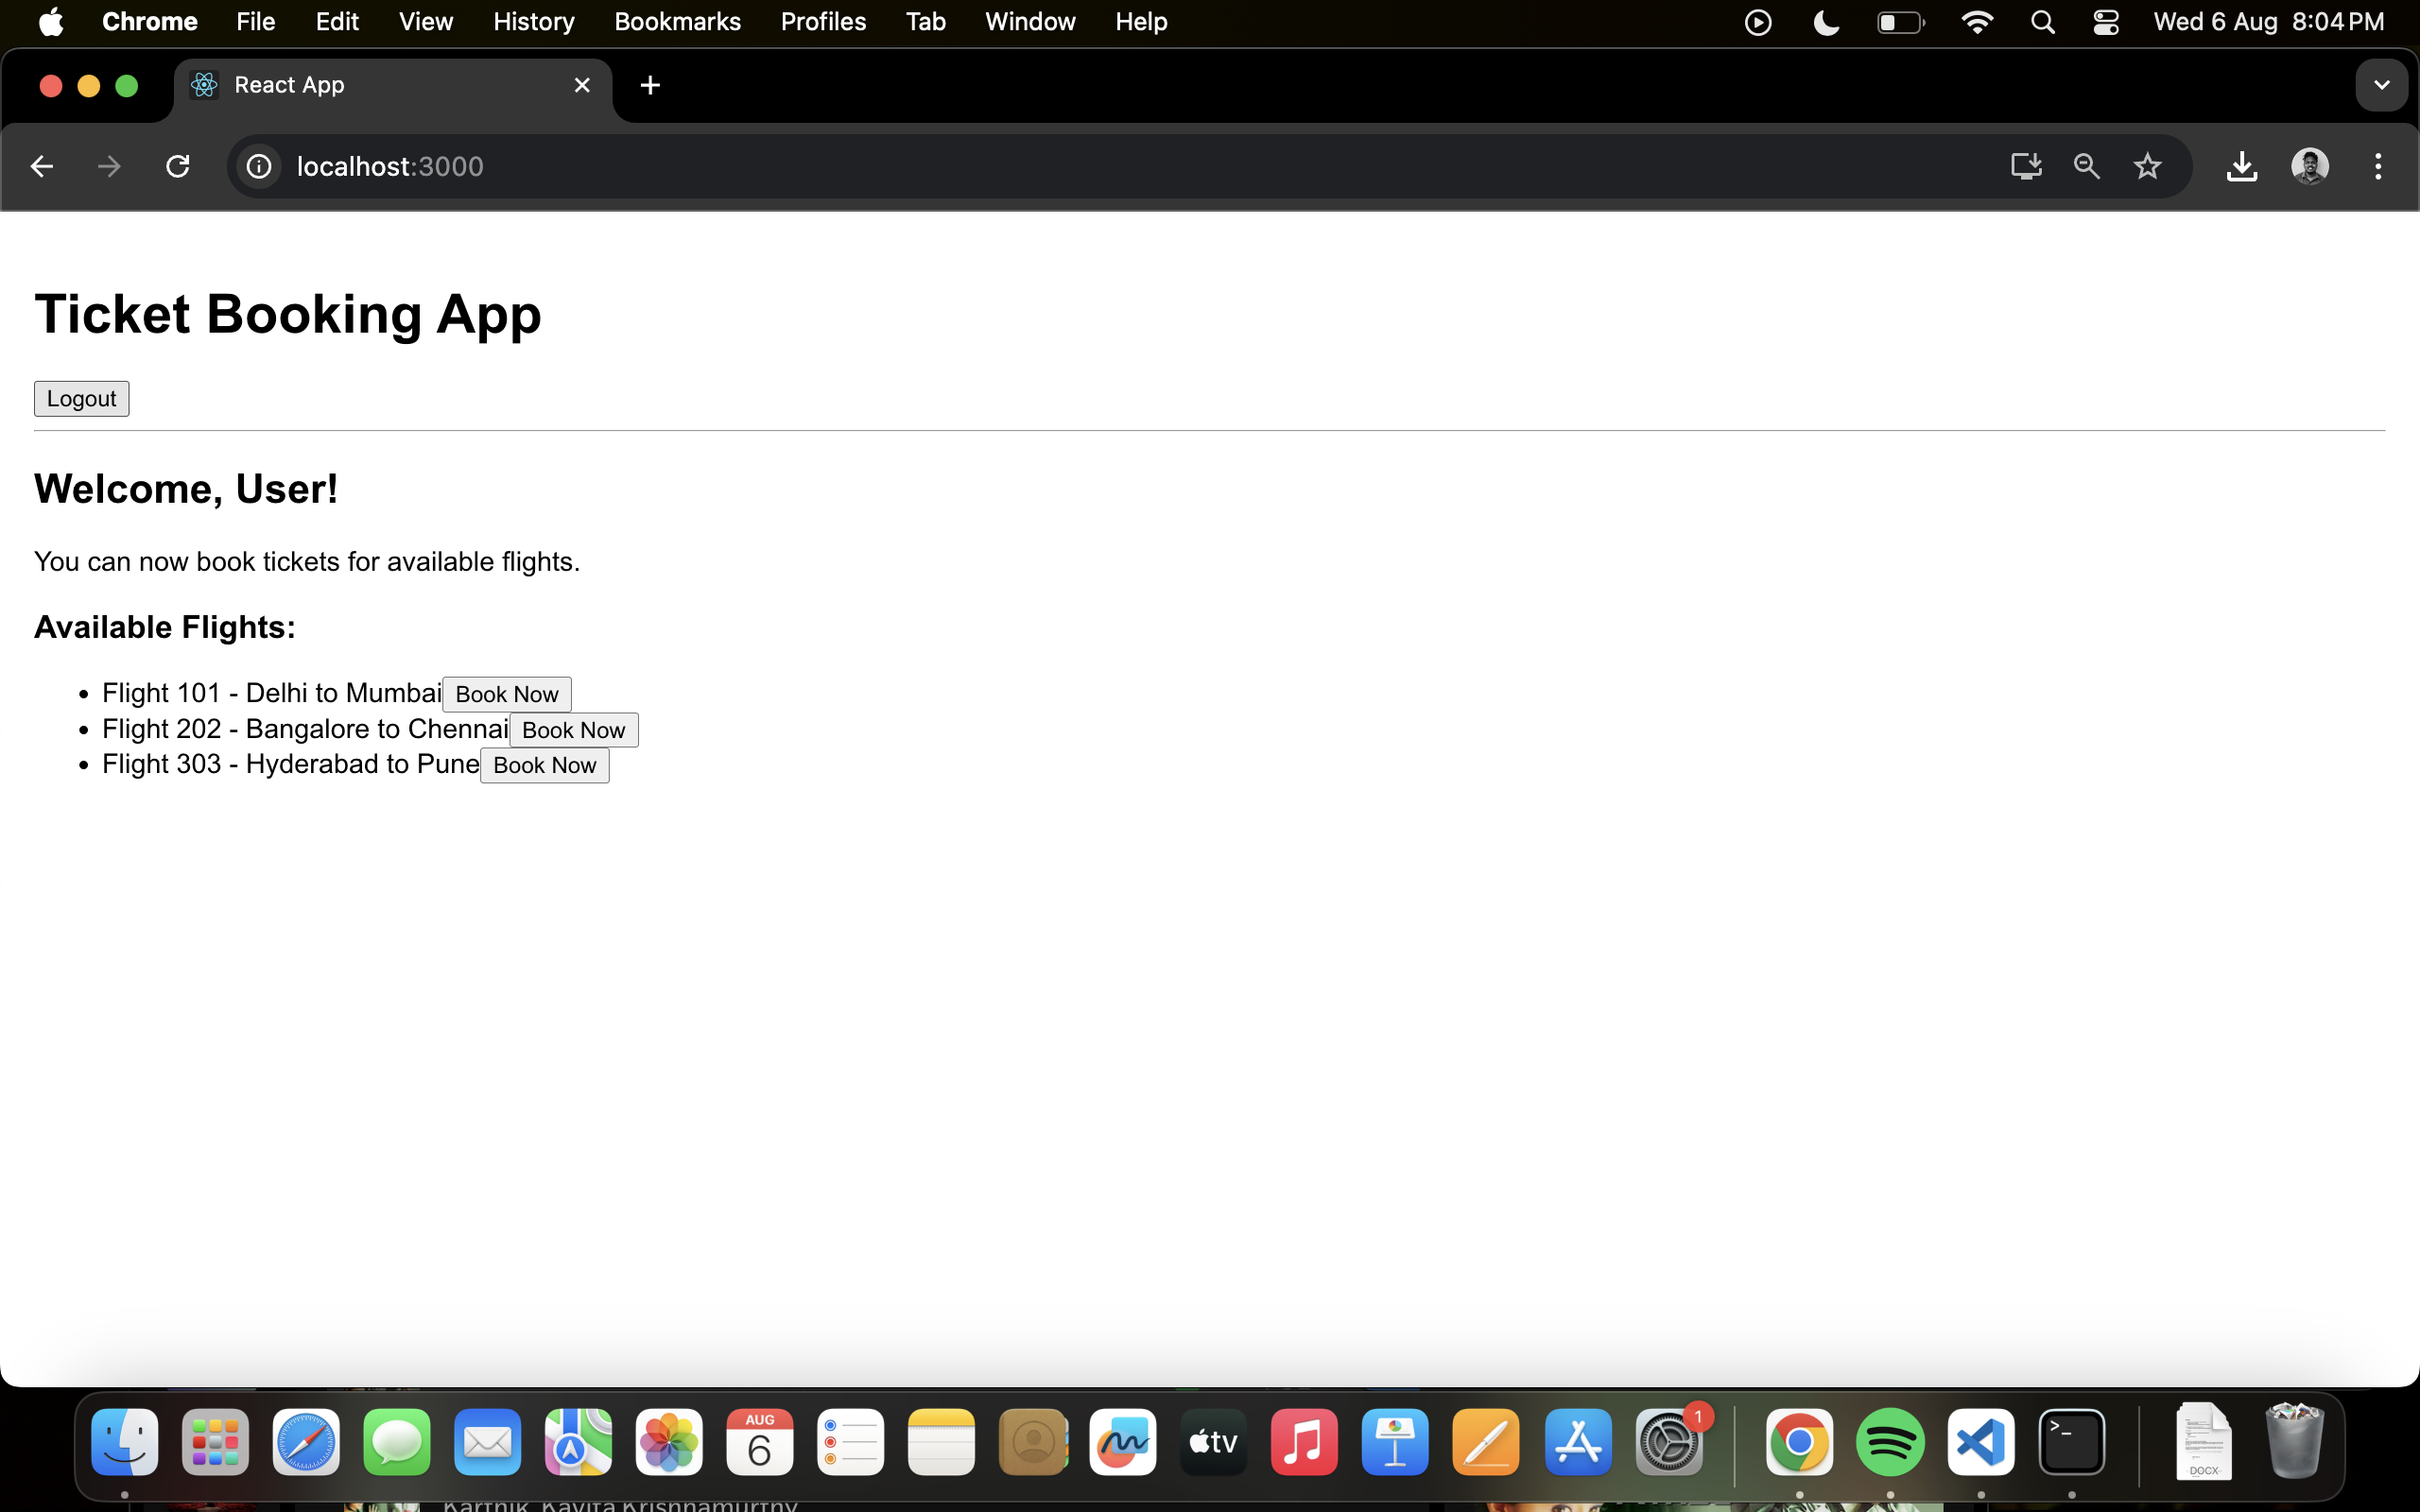 Chrome File Edit View History Bookmarks Profiles Tab Window Help Wed 6 Aug 8:04 PM
React App
localhost:3000
Ticket Booking App
Logout
Welcome, User!
You can now book tickets for available flights.
Available Flights:
• Flight 101 - Delhi to Mumbai Book Now
• Flight 202 - Bangalore to Chennai Book Now
• Flight 303 - Hyderabad to Pune Book Now
AUG
6
tv
1
>_
DOCX
Karthik, Kavita Krishnamurthy